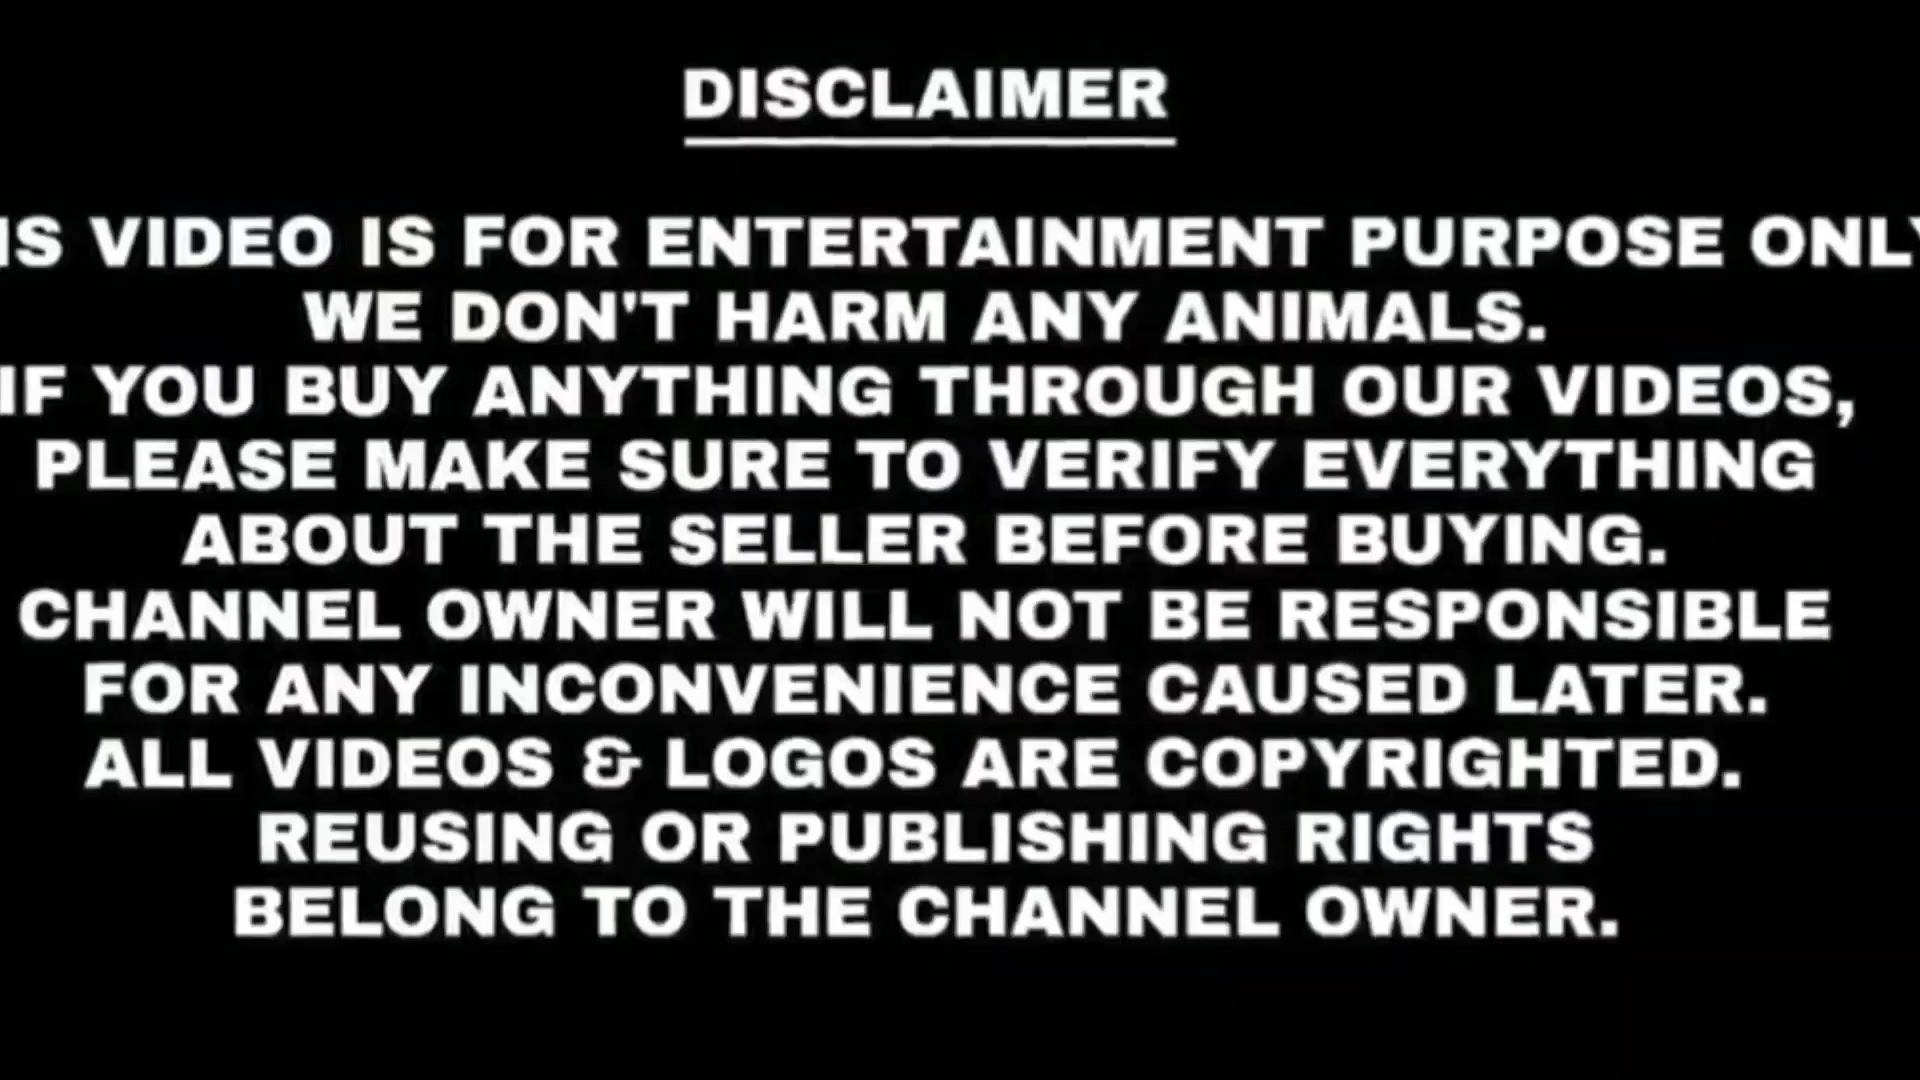 DISCLAIMER
IS VIDEO IS FOR ENTERTAINMENT PURPOSE ONLY
WE DON'T HARM ANY ANIMALS.
IF YOU BUY ANYTHING THROUGH OUR VIDEOS,
PLEASE MAKE SURE TO VERIFY EVERYTHING
ABOUT THE SELLER BEFORE BUYING.
CHANNEL OWNER WILL NOT BE RESPONSIBLE
FOR ANY INCONVENIENCE CAUSED LATER.
ALL VIDEOS & LOGOS ARE COPYRIGHTED.
REUSING OR PUBLISHING RIGHTS
BELONG TO THE CHANNEL OWNER.